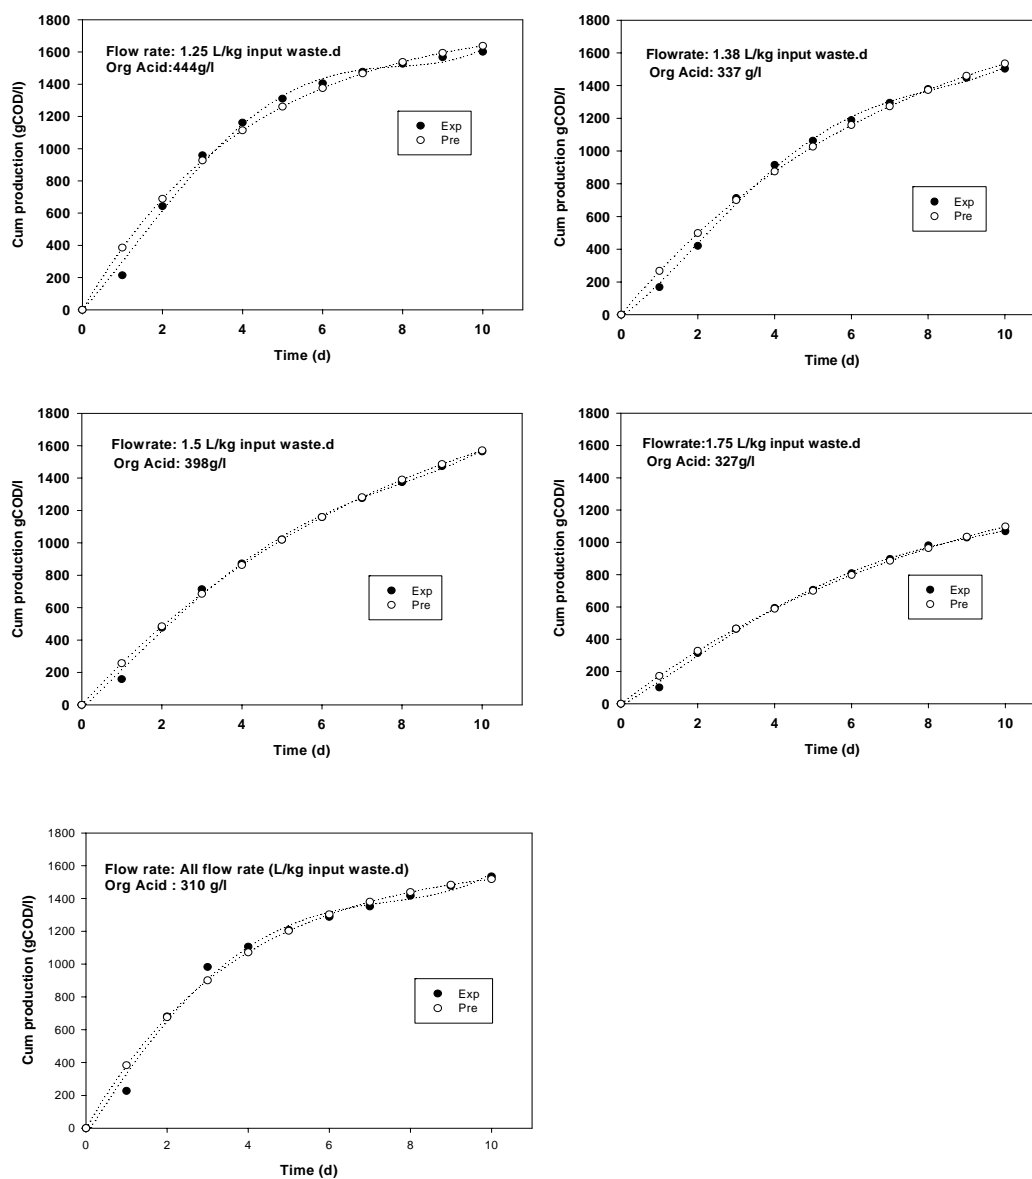 1800
1600
1400
1200
1000
800
600
400
200
0
Cum production (gCOD/l)
Flow rate: 1.25 L/kg input waste.d
Org Acid:444g/l
Exp
Pre
0 2 4 6 8 10
Time (d)
1800
1600
1400
1200
1000
800
600
400
200
0
Cum production gCOD/l
Flowrate: 1.38 L/kg input waste.d
Org Acid: 337 g/l
Exp
Pre
0 2 4 6 8 10
Time (d)
1800
1600
1400
1200
1000
800
600
400
200
0
Cum production gCOD/l
Flowrate: 1.5 L/kg input waste.d
Org Acid: 398g/l
Exp
Pre
0 2 4 6 8 10
Time (d)
1800
1600
1400
1200
1000
800
600
400
200
0
Cum production gCOD/l
Flowrate:1.75 L/kg input waste.d
Org Acid: 327g/l
Exp
Pre
0 2 4 6 8 10
Time (d)
1800
1600
1400
1200
1000
800
600
400
200
0
Cum production (gCOD/l)
Flow rate: All flow rate (L/kg input waste.d)
Org Acid : 310 g/l
Exp
Pre
0 2 4 6 8 10
Time (d)